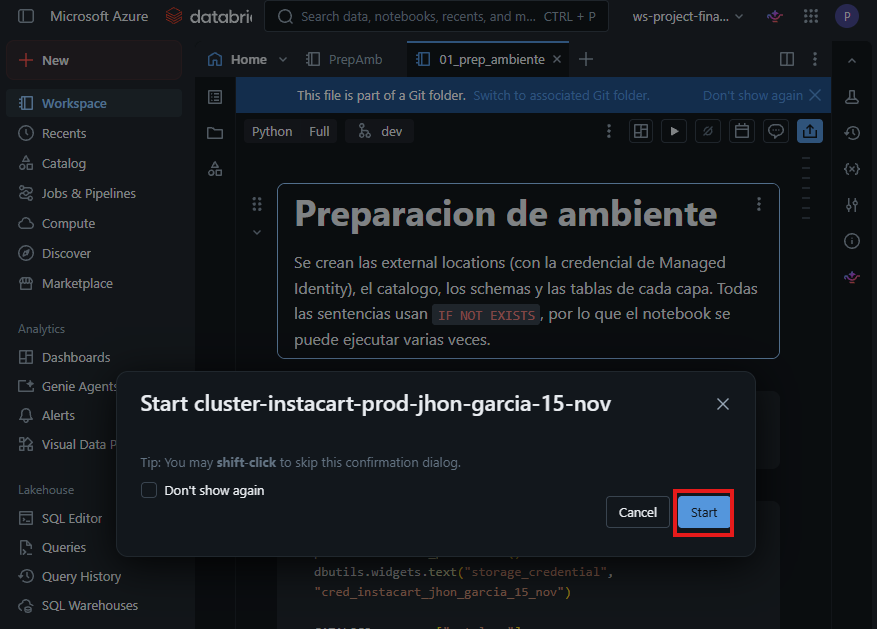 Microsoft Azure
Search data, notebooks, recents, and m... CTRL + P
ws-project-fina...
P
New
Home
PrepAmb
01_prep_ambiente
Workspace
Recents
Catalog
Jobs & Pipelines
Compute
Discover
Marketplace
Analytics
Dashboards
Genie Agents
Alerts
Visual Data P
Lakehouse
SQL Editor
Queries
Query History
SQL Warehouses
This file is part of a Git folder. Switch to associated Git folder. Don't show again
Python Full dev
Preparacion de ambiente
Se crean las external locations (con la credencial de Managed
Identity), el catalogo, los schemas y las tablas de cada capa. Todas
las sentencias usan IF NOT EXISTS, por lo que el notebook se
puede ejecutar varias veces.
Start cluster-instacart-prod-jhon-garcia-15-nov
Tip: You may shift-click to skip this confirmation dialog.
Don't show again
Cancel
Start
dbutils.widgets.text("storage_credential",
"cred_instacart_jhon_garcia_15_nov")